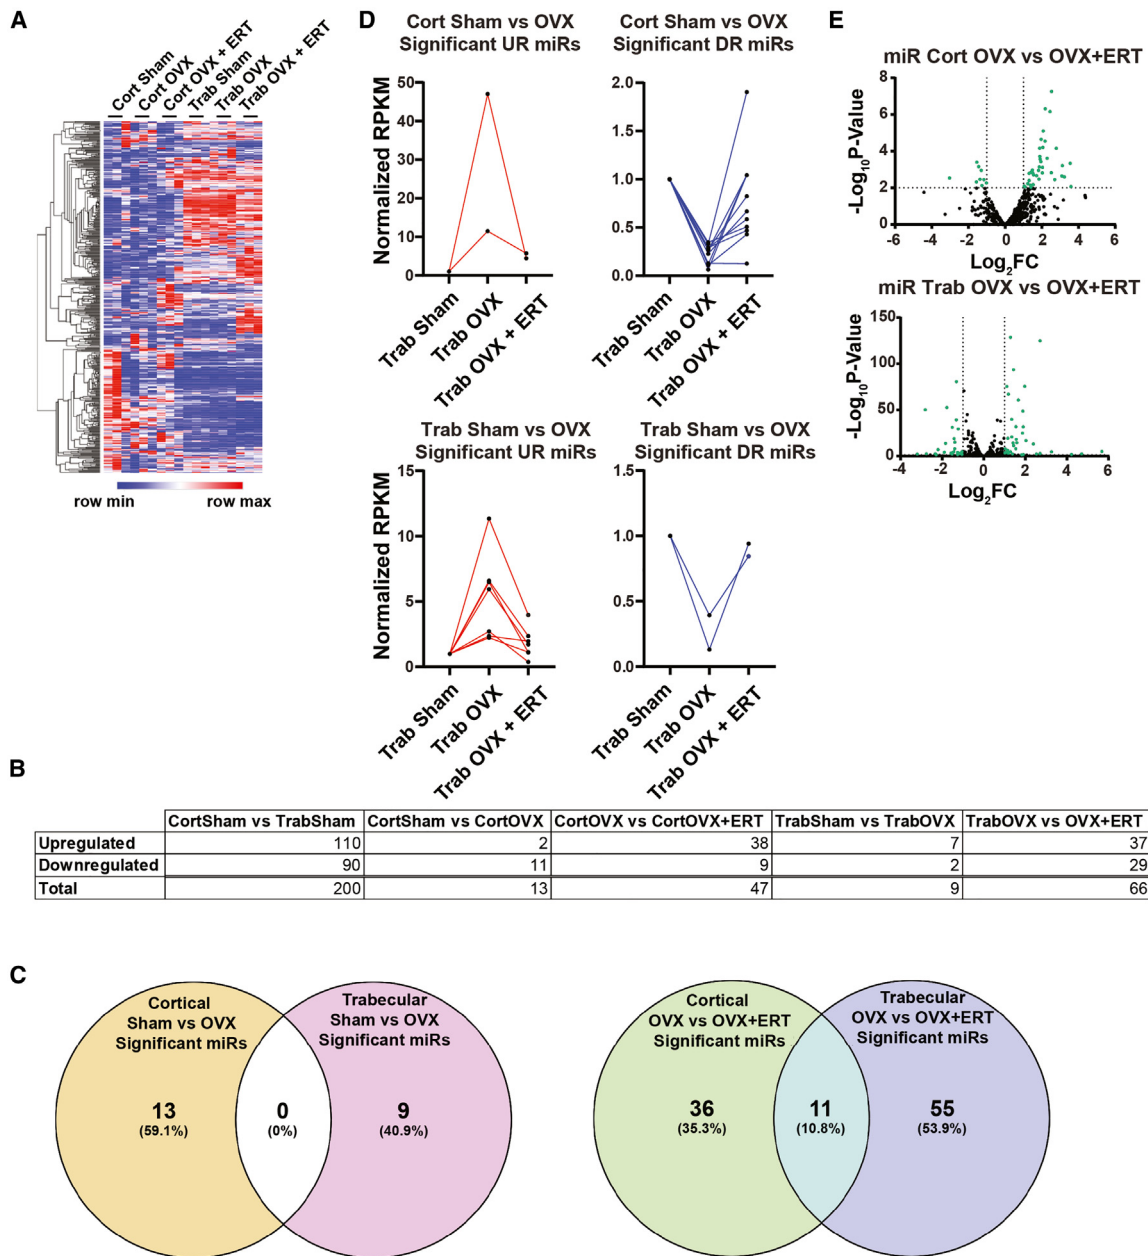 A
Cort Sham
Cort OVX
Cort OVX + ERT
Trab Sham
Trab OVX
Trab OVX + ERT
row min
row max
D
Cort Sham vs OVX
Significant UR miRs
Normalized RPKM
50
40
30
20
10
0
Trab Sham
Trab OVX
Trab OVX + ERT
Cort Sham vs OVX
Significant DR miRs
2.0
1.5
1.0
0.5
0.0
Trab Sham
Trab OVX
Trab OVX + ERT
Trab Sham vs OVX
Significant UR miRs
Normalized RPKM
15
10
5
0
Trab Sham
Trab OVX
Trab OVX + ERT
Trab Sham vs OVX
Significant DR miRs
1.5
1.0
0.5
0.0
Trab Sham
Trab OVX
Trab OVX + ERT
E
miR Cort OVX vs OVX+ERT
-Log10P-Value
8
6
4
2
0
-6 -4 -2 0 2 4 6
Log2FC
miR Trab OVX vs OVX+ERT
-Log10P-Value
150
100
50
0
-4 -2 0 2 4 6
Log2FC
B
CortSham vs TrabSham CortSham vs CortOVX CortOVX vs CortOVX+ERT TrabSham vs TrabOVX TrabOVX vs OVX+ERT
Upregulated 110 2 38 7 37
Downregulated 90 11 9 2 29
Total 200 13 47 9 66
C
Cortical
Sham vs OVX
Significant miRs
13
(59.1%)
0
(0%)
Trabecular
Sham vs OVX
Significant miRs
9
(40.9%)
Cortical
OVX vs OVX+ERT
Significant miRs
36
(35.3%)
11
(10.8%)
Trabecular
OVX vs OVX+ERT
Significant miRs
55
(53.9%)